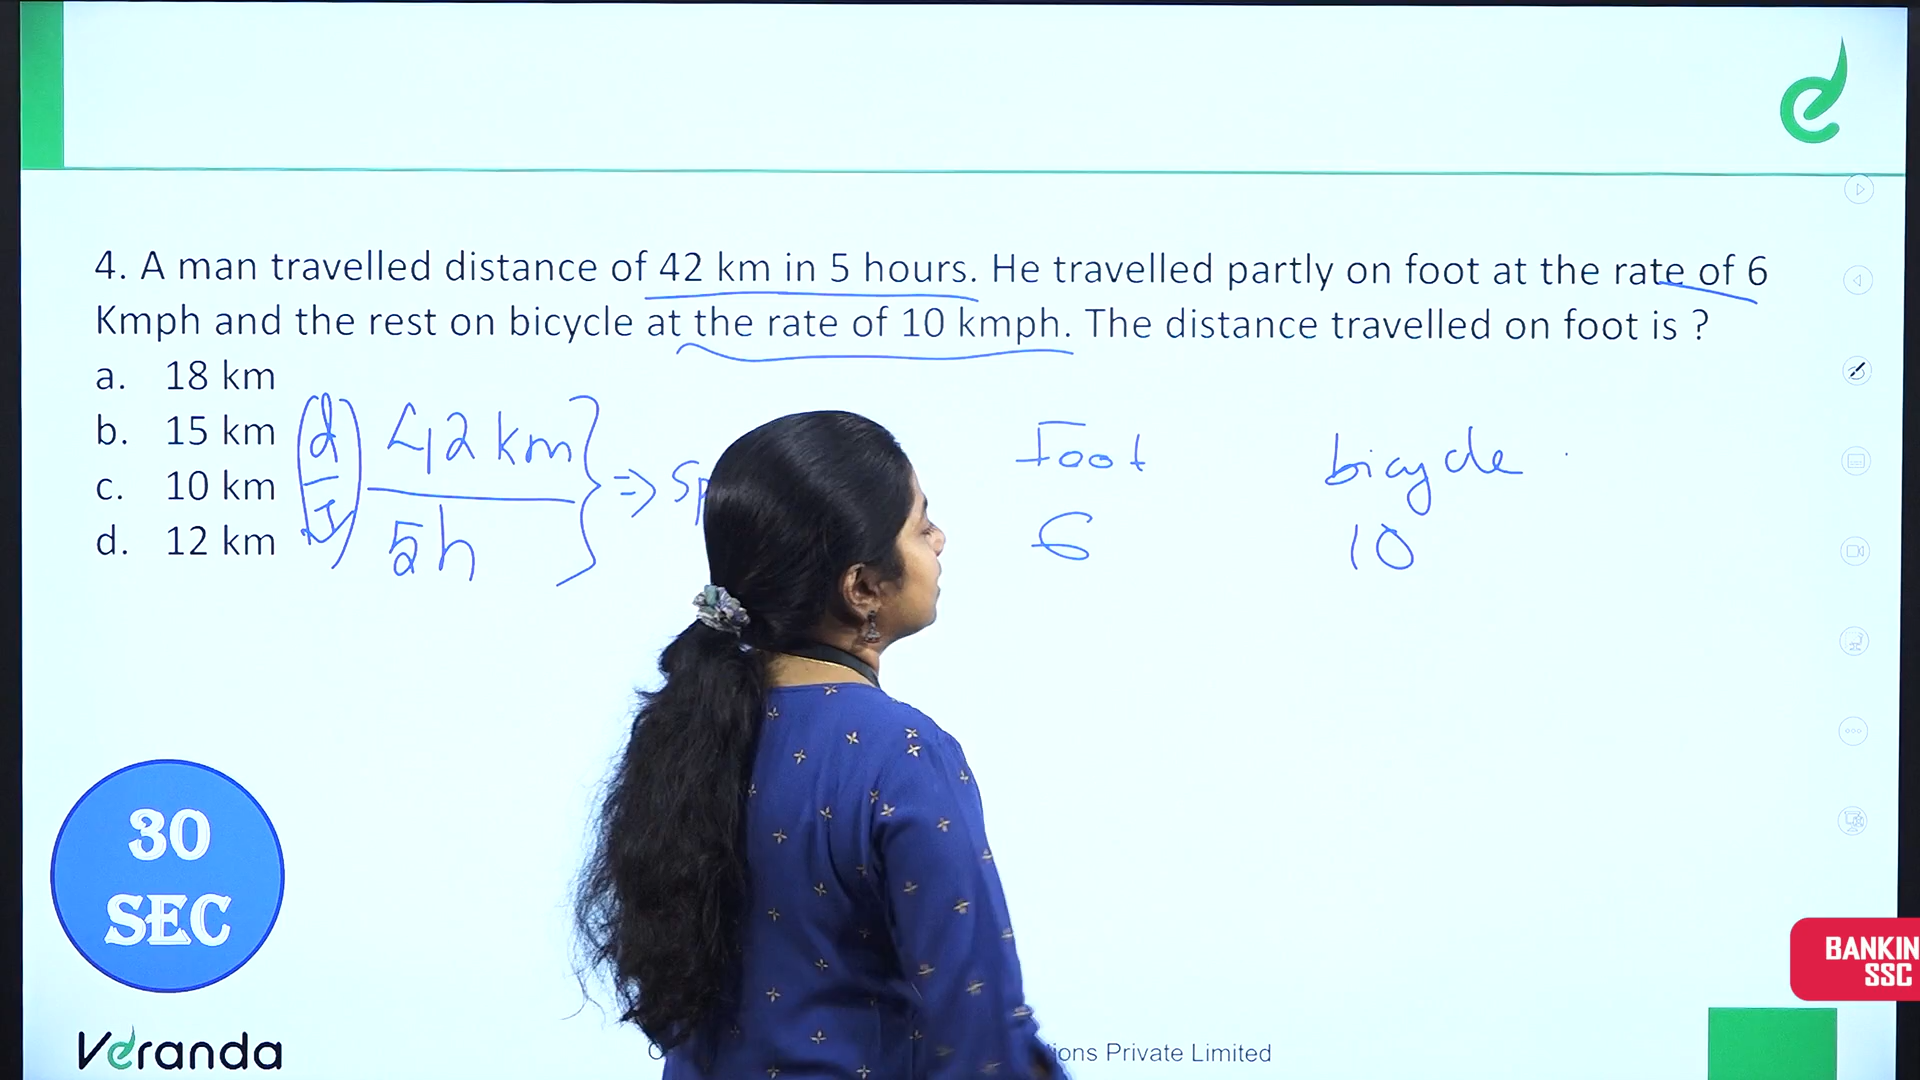 4. A man travelled distance of 42 km in 5 hours. He travelled partly on foot at the rate of 6
Kmph and the rest on bicycle at the rate of 10 kmph. The distance travelled on foot is ?
a. 18 km
b. 15 km
c. 10 km
d. 12 km
d
T
42 km
5h
=> Sp
Foot
bicycle
6
10
30
SEC
BANKIN
SSC
Veranda
ions Private Limited